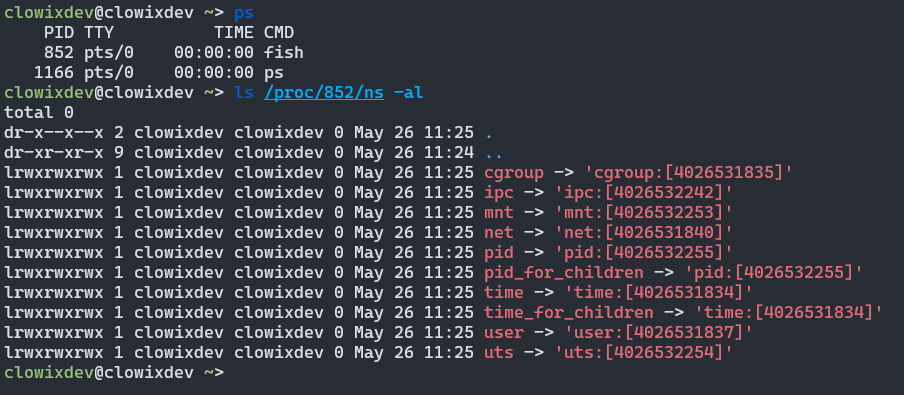 clowixdev@clowixdev ~> ps
    PID TTY          TIME CMD
    852 pts/0    00:00:00 fish
   1166 pts/0    00:00:00 ps
clowixdev@clowixdev ~> ls /proc/852/ns -al
total 0
dr-x--x--x 2 clowixdev clowixdev 0 May 26 11:25 .
dr-xr-xr-x 9 clowixdev clowixdev 0 May 26 11:24 ..
lrwxrwxrwx 1 clowixdev clowixdev 0 May 26 11:25 cgroup -> 'cgroup:[4026531835]'
lrwxrwxrwx 1 clowixdev clowixdev 0 May 26 11:25 ipc -> 'ipc:[4026532242]'
lrwxrwxrwx 1 clowixdev clowixdev 0 May 26 11:25 mnt -> 'mnt:[4026532253]'
lrwxrwxrwx 1 clowixdev clowixdev 0 May 26 11:25 net -> 'net:[4026531840]'
lrwxrwxrwx 1 clowixdev clowixdev 0 May 26 11:25 pid -> 'pid:[4026532255]'
lrwxrwxrwx 1 clowixdev clowixdev 0 May 26 11:25 pid_for_children -> 'pid:[4026532255]'
lrwxrwxrwx 1 clowixdev clowixdev 0 May 26 11:25 time -> 'time:[4026531834]'
lrwxrwxrwx 1 clowixdev clowixdev 0 May 26 11:25 time_for_children -> 'time:[4026531834]'
lrwxrwxrwx 1 clowixdev clowixdev 0 May 26 11:25 user -> 'user:[4026531837]'
lrwxrwxrwx 1 clowixdev clowixdev 0 May 26 11:25 uts -> 'uts:[4026532254]'
clowixdev@clowixdev ~>